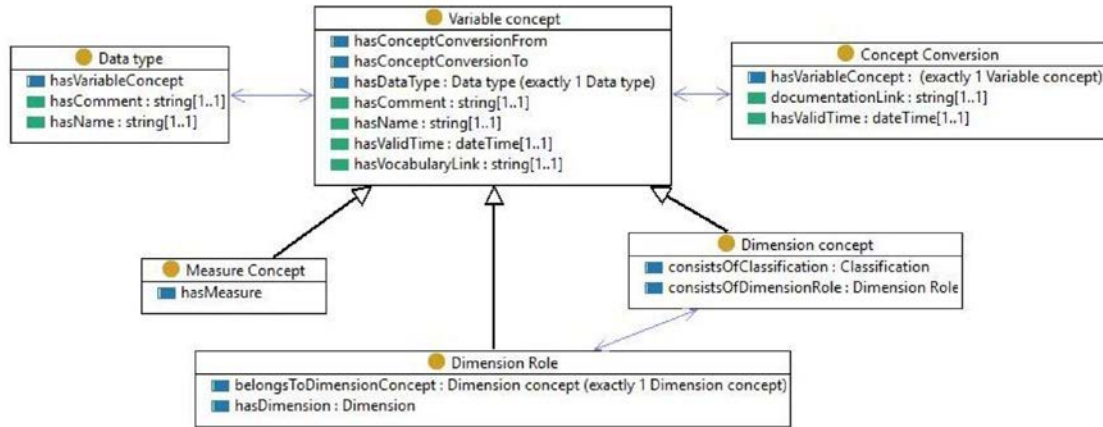 Variable concept
hasConceptConversionFrom
hasConceptConversionTo
hasDataType : Data type (exactly 1 Data type)
hasComment : string[1..1]
hasName : string[1..1]
hasValidTime : dateTime[1..1]
hasVocabularyLink : string[1..1]
Data type
hasVariableConcept
hasComment : string[1..1]
hasName : string[1..1]
Concept Conversion
hasVariableConcept : (exactly 1 Variable concept)
documentationLink : string[1..1]
hasValidTime : dateTime[1..1]
Measure Concept
hasMeasure
Dimension concept
consistsOfClassification : Classification
consistsOfDimensionRole : Dimension Role
Dimension Role
belongsToDimensionConcept : Dimension concept (exactly 1 Dimension concept)
hasDimension : Dimension